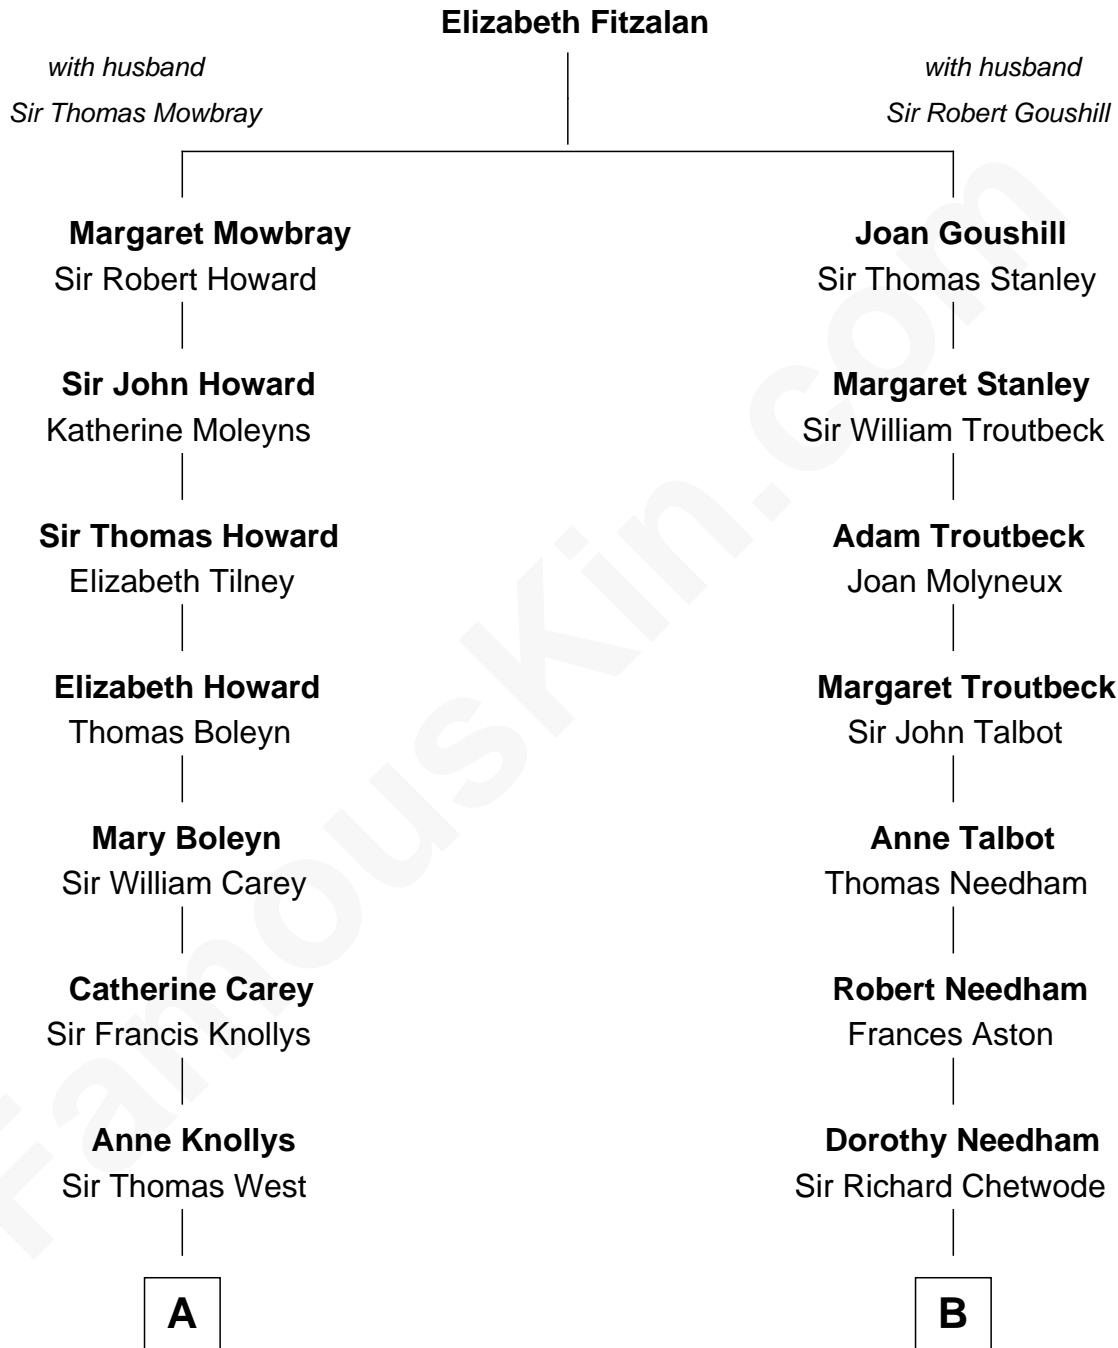 Elizabeth Fitzalan
with husband
Sir Thomas Mowbray
with husband
Sir Robert Goushill
Margaret Mowbray
Sir Robert Howard
Joan Goushill
Sir Thomas Stanley
Sir John Howard
Katherine Moleyns
Margaret Stanley
Sir William Troutbeck
Sir Thomas Howard
Elizabeth Tilney
Adam Troutbeck
Joan Molyneux
Elizabeth Howard
Thomas Boleyn
Margaret Troutbeck
Sir John Talbot
Mary Boleyn
Sir William Carey
Anne Talbot
Thomas Needham
Catherine Carey
Sir Francis Knollys
Robert Needham
Frances Aston
Anne Knollys
Sir Thomas West
Dorothy Needham
Sir Richard Chetwode
A
B
FamousKin.com